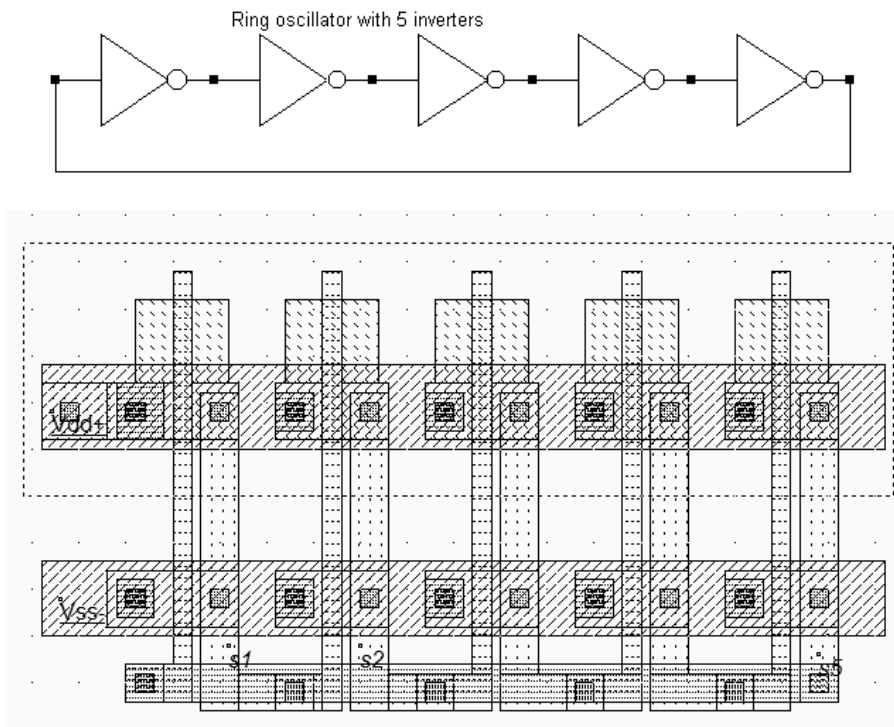 Ring oscillator with 5 inverters
Vdd+
Vss-
s1
s2
s5